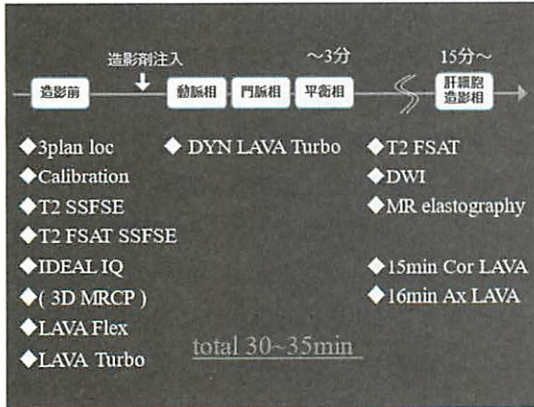 造影剤注入
～3分
15分～
造影前
動脈相
門脈相
平衡相
肝細胞
造影相
◆3plan loc
◆Calibration
◆T2 SSFSE
◆T2 FSAT SSFSE
◆IDEAL IQ
◆( 3D MRCP )
◆LAVA Flex
◆LAVA Turbo
◆ DYN LAVA Turbo
◆T2 FSAT
◆DWI
◆MR elastography
◆15min Cor LAVA
◆16min Ax LAVA
total 30~35min